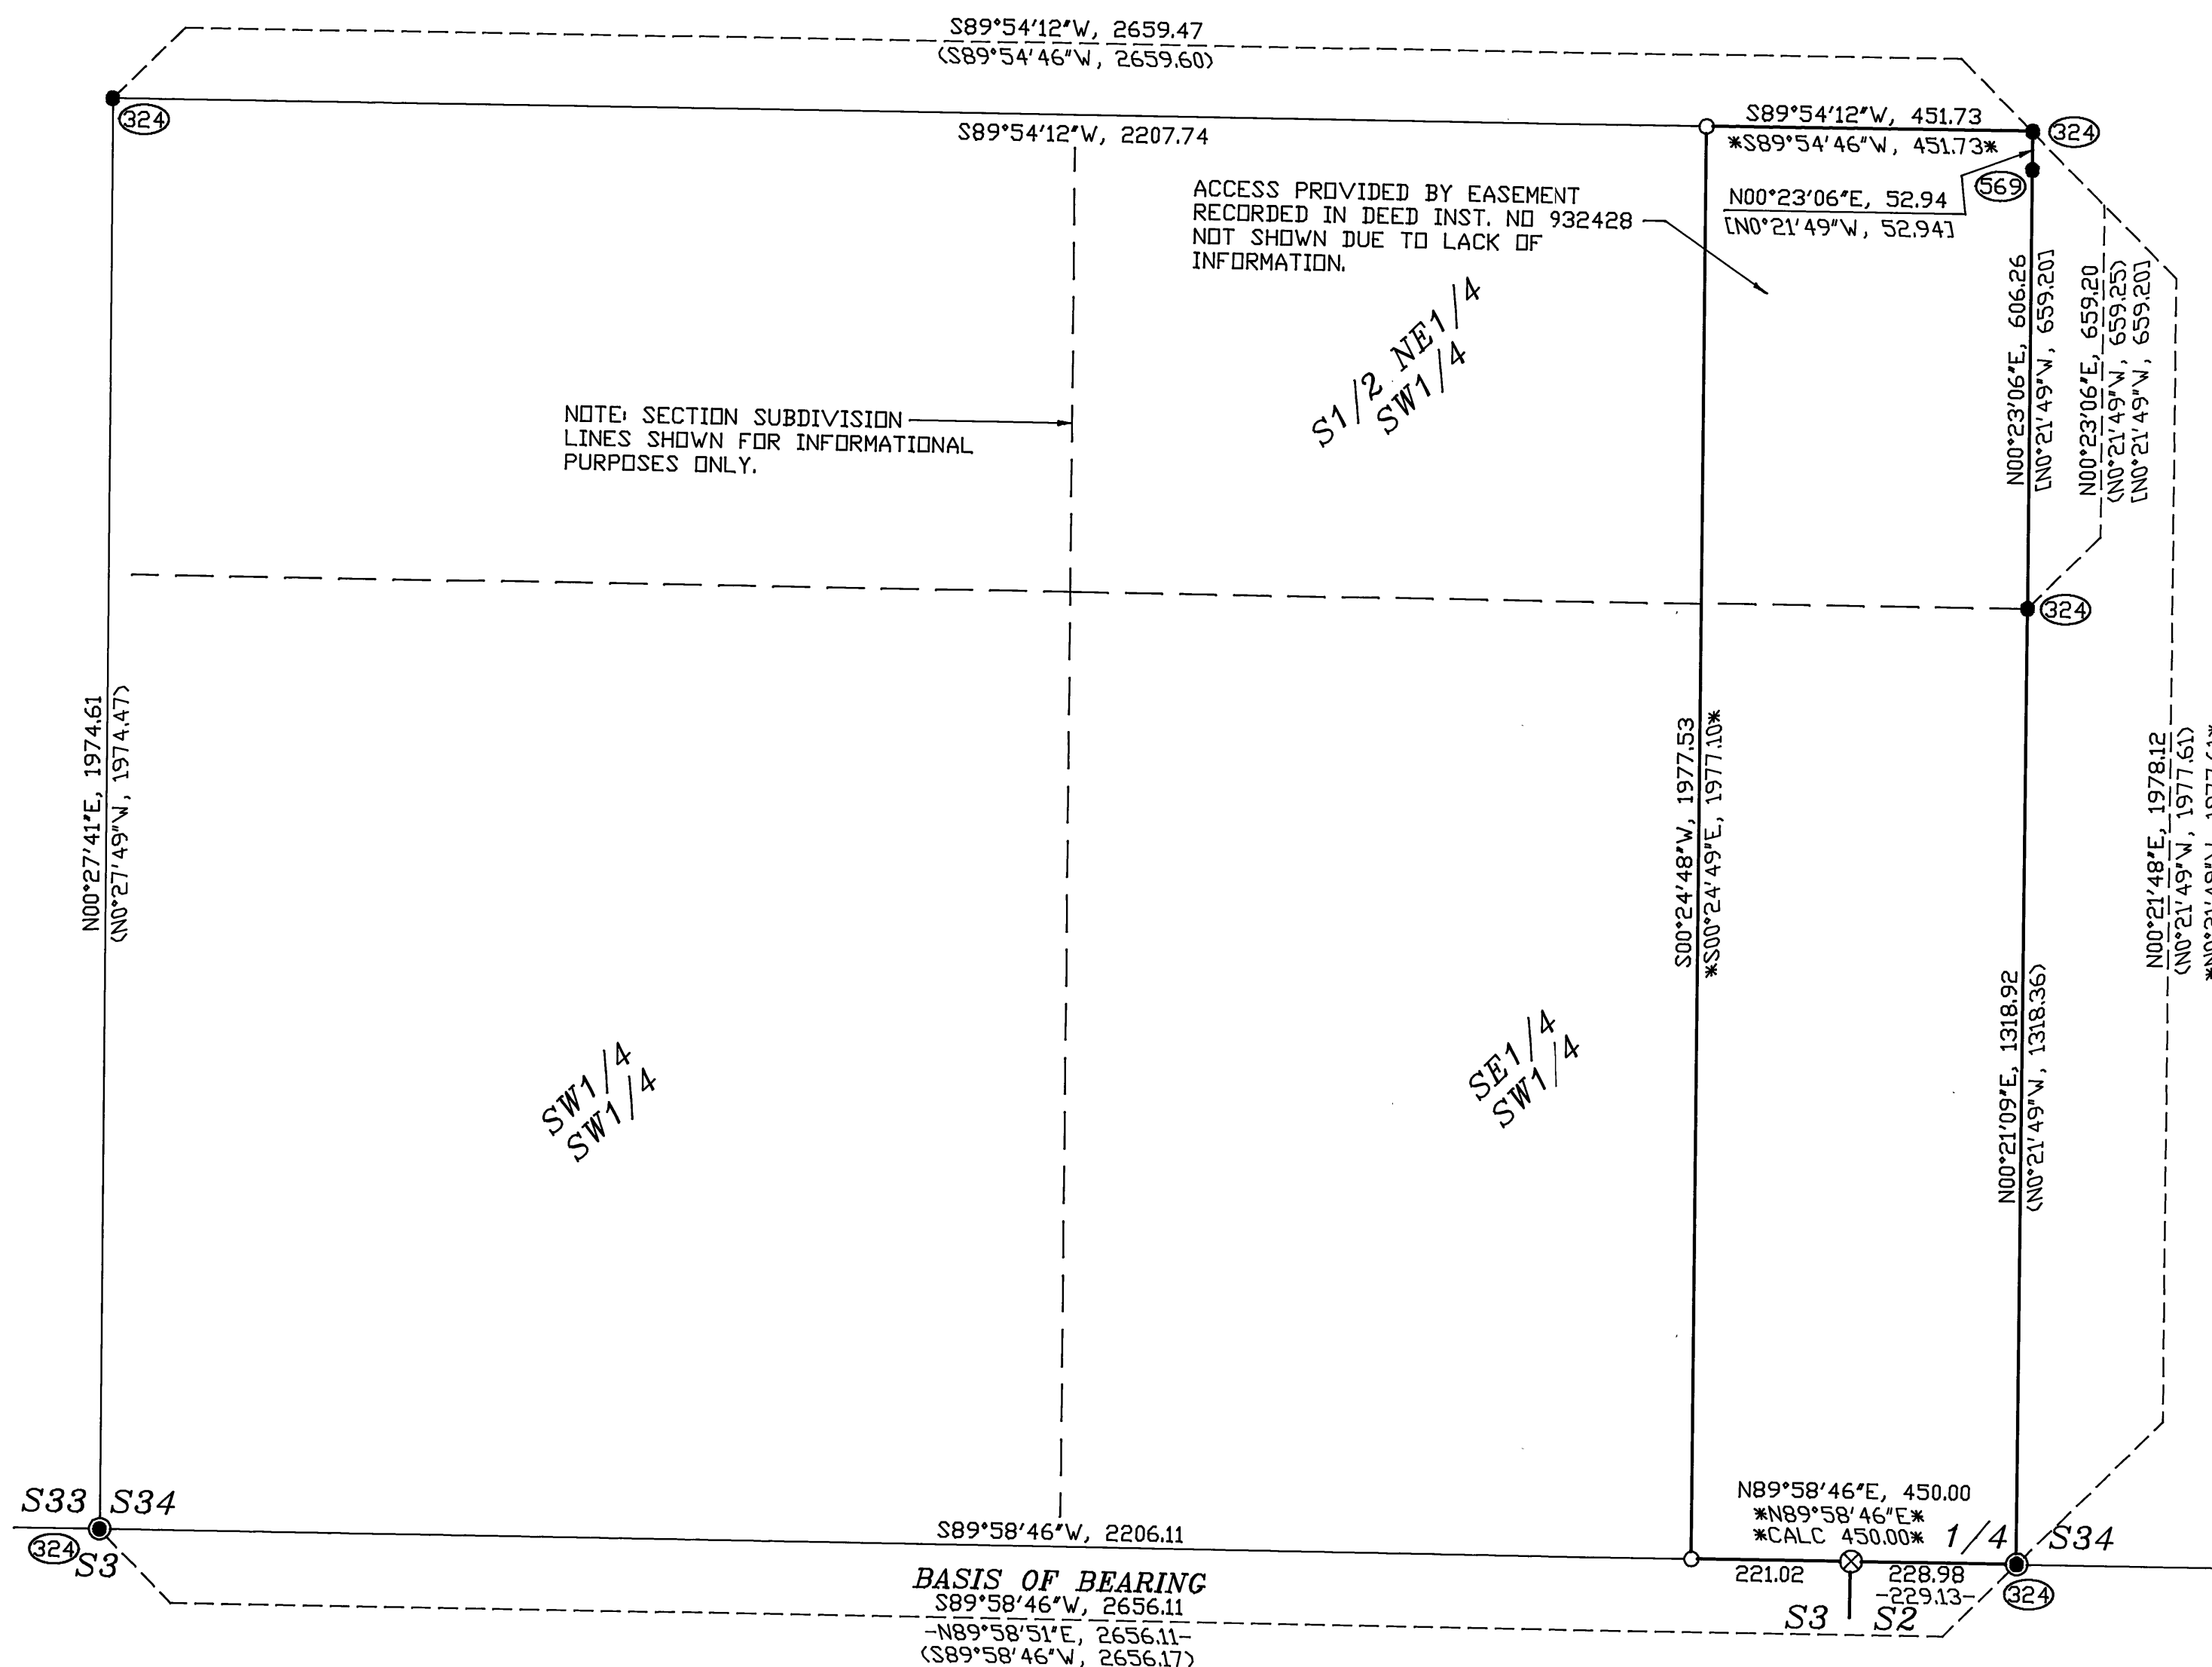 S89°54'12"W, 2659.47
(S89°54'46"W, 2659.60)
324
S89°54'12"W, 2207.74
S89°54'12"W, 451.73
*S89°54'46"W, 451.73*
324
569
N00°23'06"E, 52.94
[N0°21'49"W, 52.94]
ACCESS PROVIDED BY EASEMENT
RECORDED IN DEED INST. NO 932428
NOT SHOWN DUE TO LACK OF
INFORMATION.
N00°23'06"E, 606.26
[N0°21'49"W, 659.20]
N00°23'06"E, 659.20
(N0°21'49"W, 659.25)
[N0°21'49"W, 659.20]
S1/2 NE1/4
SW1/4
NOTE: SECTION SUBDIVISION
LINES SHOWN FOR INFORMATIONAL
PURPOSES ONLY.
324
N00°27'41"E, 1974.61
(N0°27'49"W, 1974.47)
S00°24'48"W, 1977.53
*S00°24'49"E, 1977.10*
N00°21'48"E, 1978.12
(N0°21'49"W, 1977.61)
N00°21'09"E, 1318.92
(N0°21'49"W, 1318.36)
SW1/4
SW1/4
SE1/4
SW1/4
N89°58'46"E, 450.00
*N89°58'46"E*
*CALC 450.00*
1/4
S34
S33
S34
324
S3
S89°58'46"W, 2206.11
221.02
228.98
-229.13-
324
S3
S2
BASIS OF BEARING
S89°58'46"W, 2656.11
-N89°58'51"E, 2656.11-
(S89°58'46"W, 2656.17)